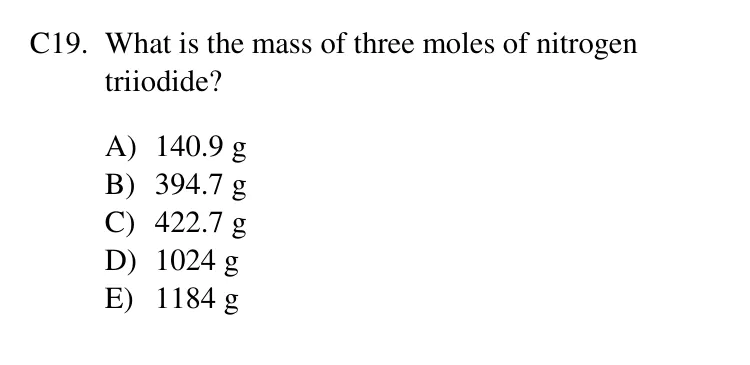 C19. What is the mass of three moles of nitrogen
triiodide?
A) 140.9 g
B) 394.7 g
C) 422.7 g
D) 1024 g
E) 1184 g